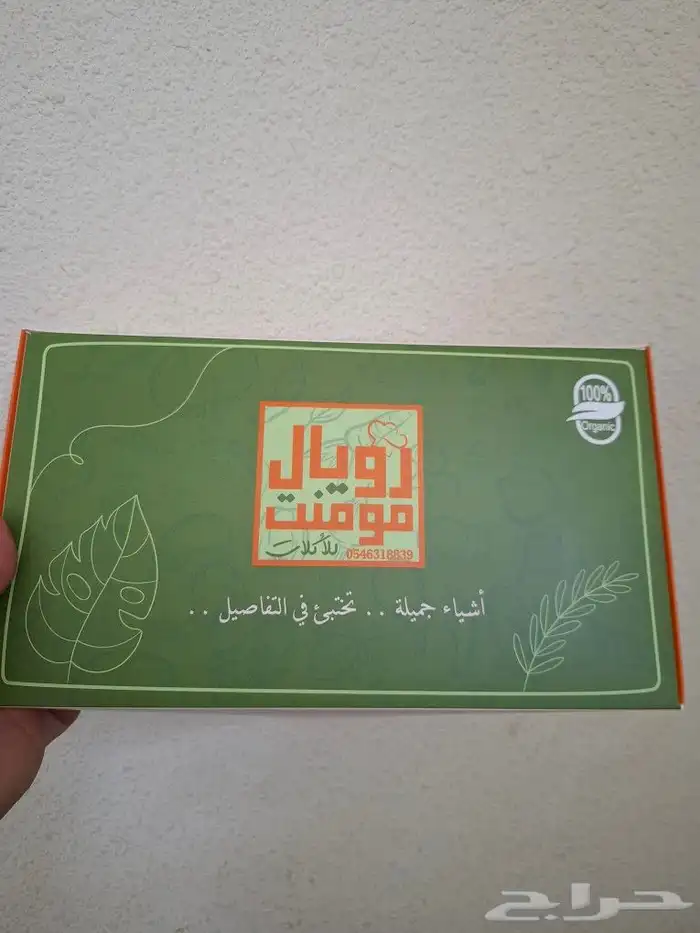 100%
Organic
رويال
مومنت
للأكلات
0546318839
أشياء جميلة . . تختبئ في التفاصيل . .
حراج